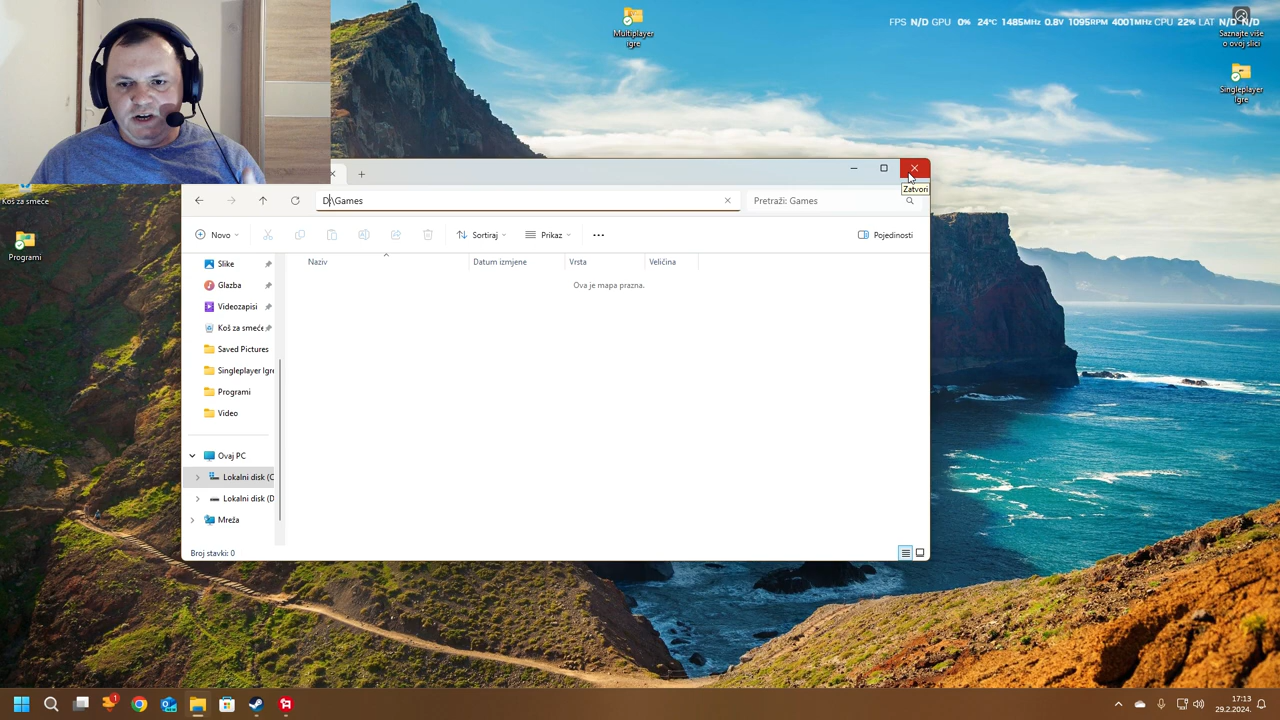 Multiplayer
igre
FPS N/D GPU 0% 24°C 1485MHz 0.8V 1095RPM 4001MHz CPU 22% LAT N/D N/D
Saznajte više
o ovoj slici
Singleplayer
Igre
Koš za smeće
Programi
Zatvori
D:\Games
Pretraži: Games
Novo
Sortiraj
Prikaz
Pojedinosti
Naziv
Datum izmjene
Vrsta
Veličina
Ova je mapa prazna.
Slike
Glazba
Videozapisi
Koš za smeće
Saved Pictures
Singleplayer Igre
Programi
Video
Ovaj PC
Lokalni disk (C
Lokalni disk (D
Mreža
Broj stavki: 0
1
17:13
29.2.2024.